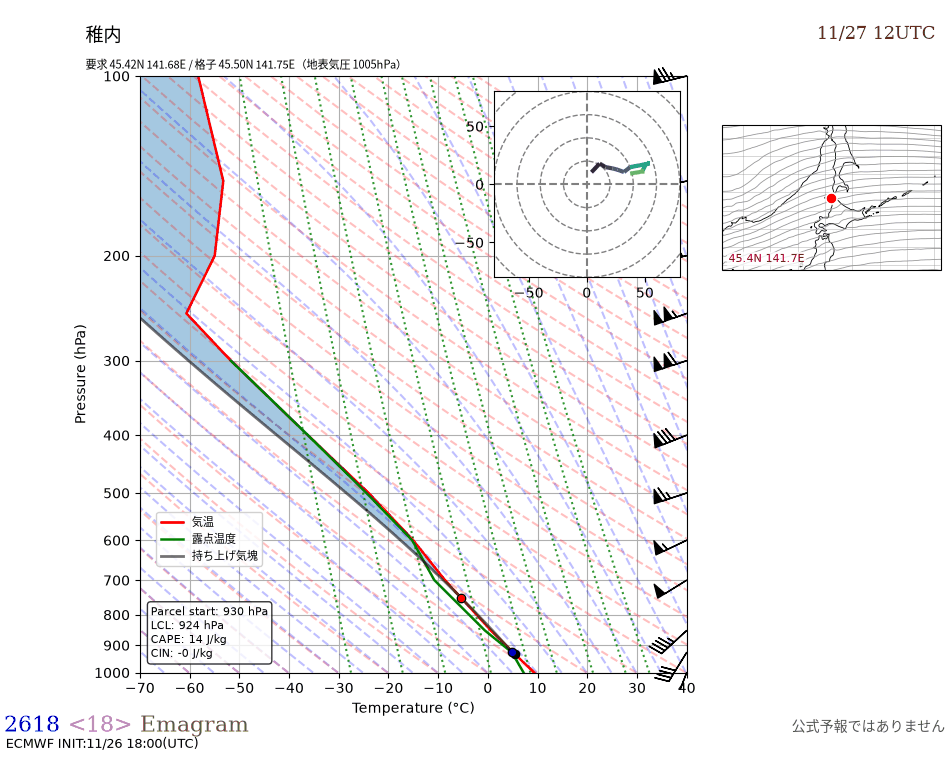 稚内
11/27 12UTC
要求 45.42N 141.68E / 格子 45.50N 141.75E（地表気圧 1005hPa）
100
200
300
400
500
600
700
800
900
1000
Pressure (hPa)
50
0
−50
−50 0 50
45.4N 141.7E
気温
露点温度
持ち上げ気塊
Parcel start: 930 hPa
LCL: 924 hPa
CAPE: 14 J/kg
CIN: -0 J/kg
−70 −60 −50 −40 −30 −20 −10 0 10 20 30 40
Temperature (°C)
2618 <18> Emagram
公式予報ではありません
ECMWF INIT:11/26 18:00(UTC)